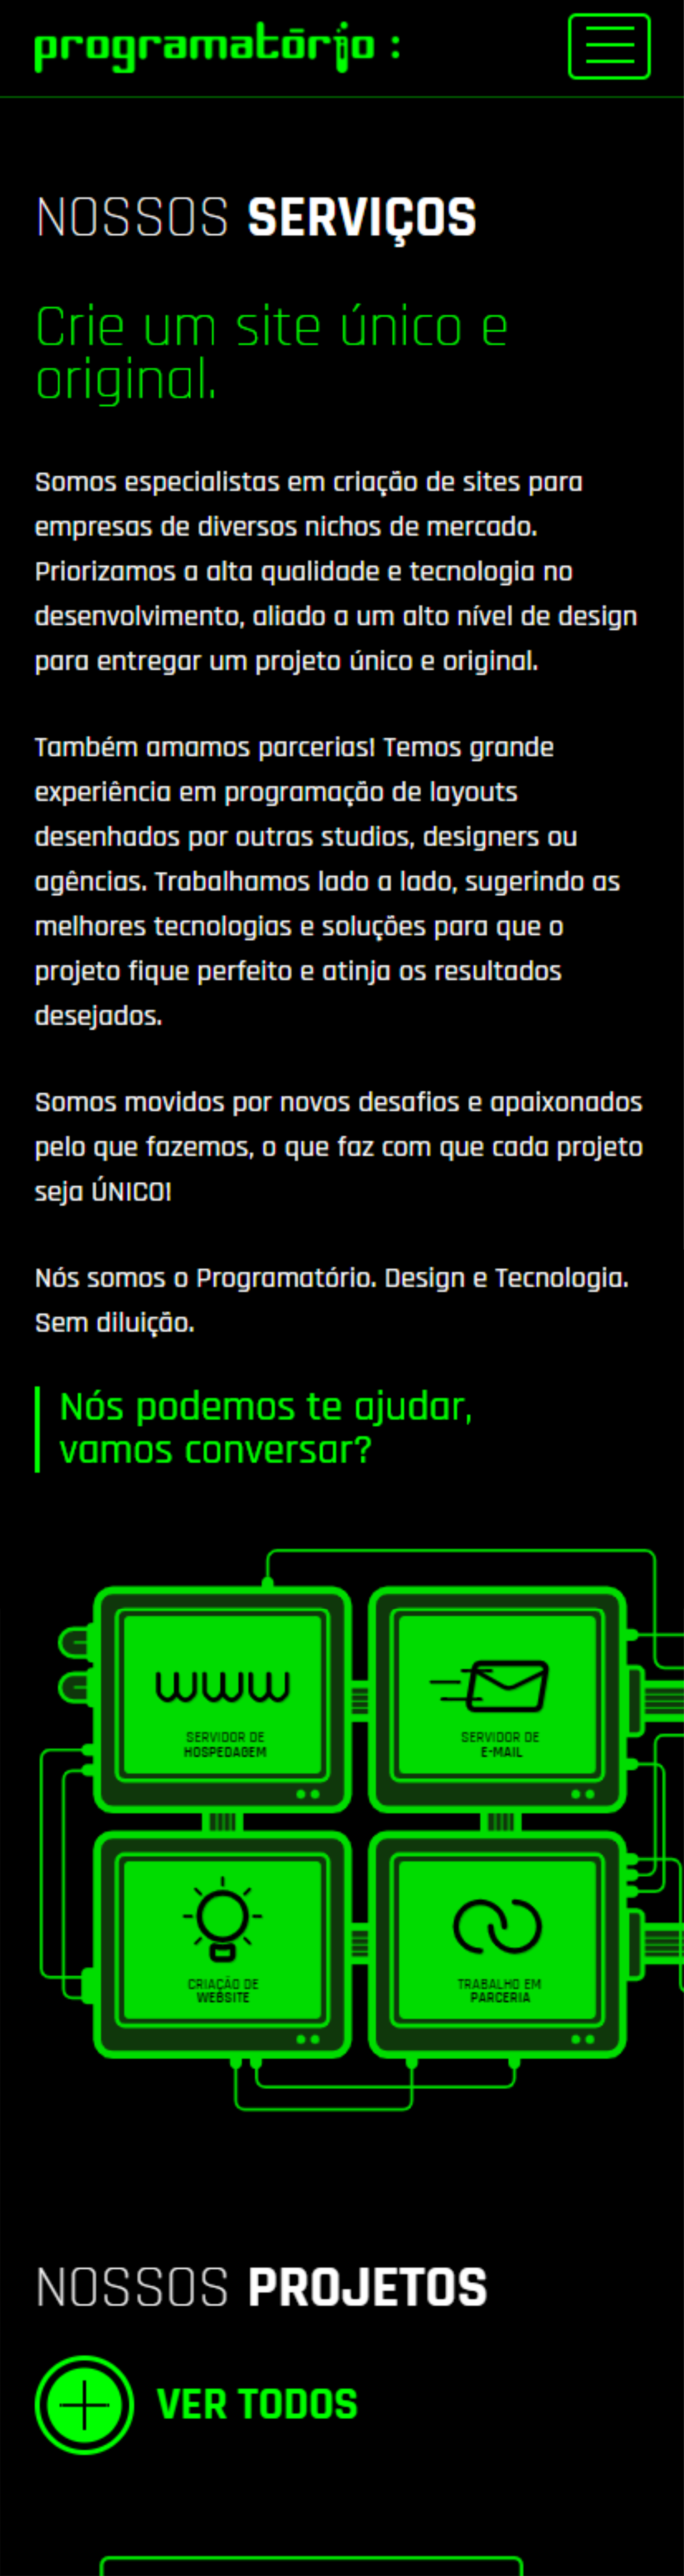 programatório :
NOSSOS SERVIÇOS
Crie um site único e
original.
Somos especialistas em criação de sites para
empresas de diversos nichos de mercado.
Priorizamos a alta qualidade e tecnologia no
desenvolvimento, aliado a um alto nível de design
para entregar um projeto único e original.
Também amamos parcerias! Temos grande
experiência em programação de layouts
desenhados por outras studios, designers ou
agências. Trabalhamos lado a lado, sugerindo as
melhores tecnologias e soluções para que o
projeto fique perfeito e atinja os resultados
desejados.
Somos movidos por novos desafios e apaixonados
pelo que fazemos, o que faz com que cada projeto
seja ÚNICO!
Nós somos o Programatório. Design e Tecnologia.
Sem diluição.
Nós podemos te ajudar,
vamos conversar?
www
SERVIDOR DE
HOSPEDAGEM
SERVIDOR DE
E-MAIL
CRIAÇÃO DE
WEBSITE
TRABALHO EM
PARCERIA
NOSSOS PROJETOS
VER TODOS